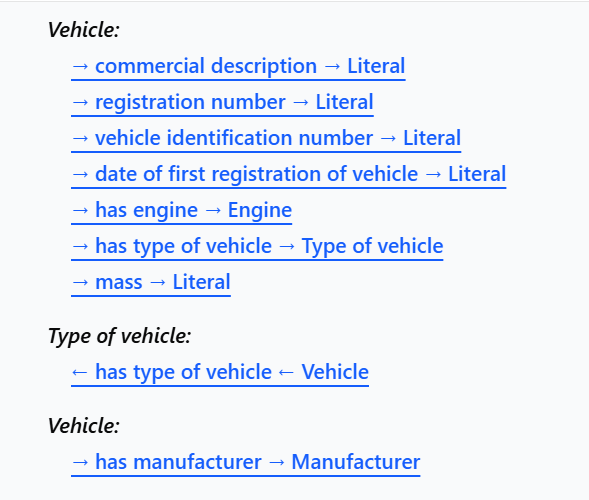 Vehicle:
→ commercial description → Literal
→ registration number → Literal
→ vehicle identification number → Literal
→ date of first registration of vehicle → Literal
→ has engine → Engine
→ has type of vehicle → Type of vehicle
→ mass → Literal
Type of vehicle:
← has type of vehicle ← Vehicle
Vehicle:
→ has manufacturer → Manufacturer